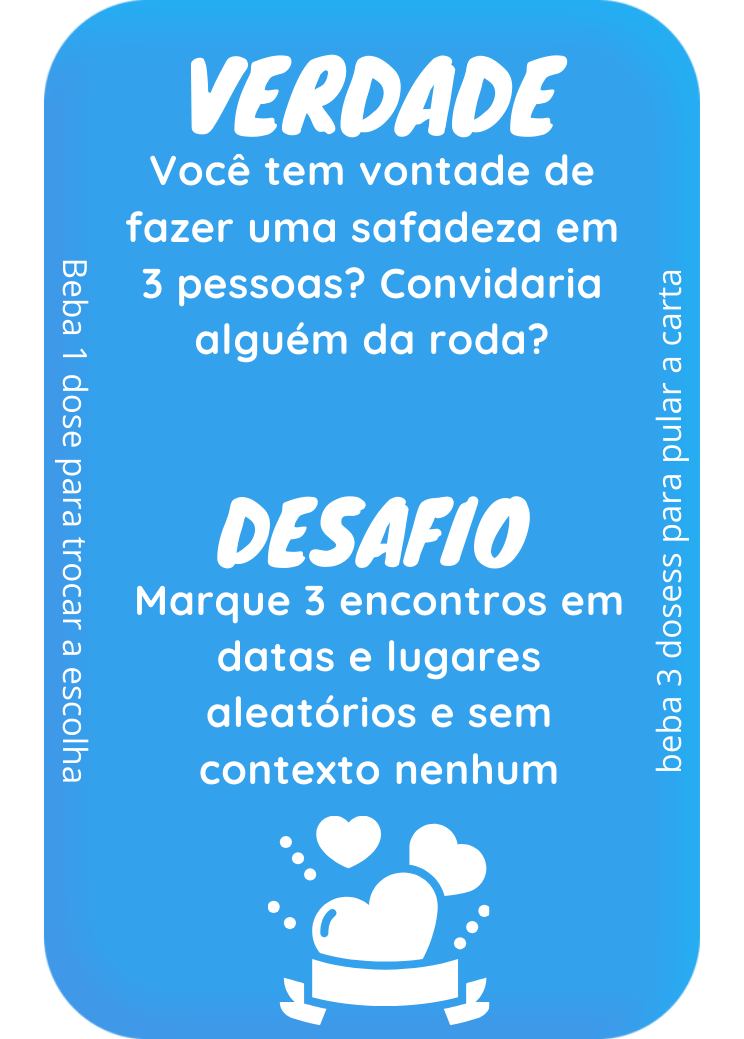 VERDADE
Você tem vontade de
fazer uma safadeza em
3 pessoas? Convidaria
alguém da roda?
Beba 1 dose para trocar a escolha
beba 3 dosess para pular a carta
DESAFIO
Marque 3 encontros em
datas e lugares
aleatórios e sem
contexto nenhum